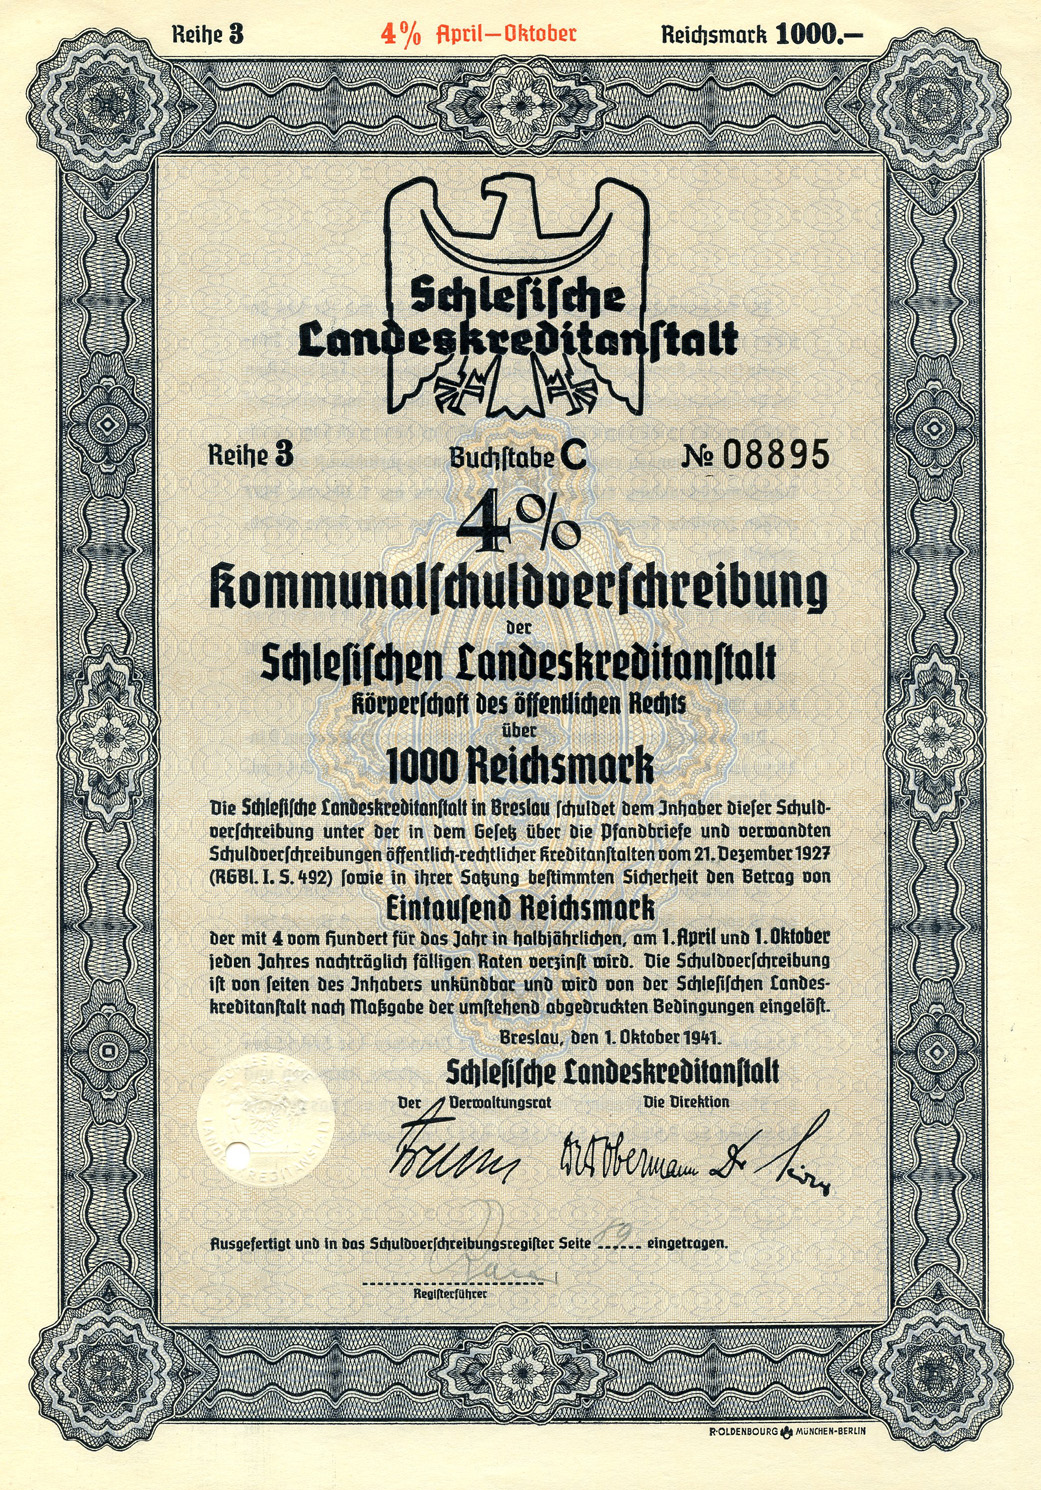 Reihe 3 4% April—Oktober Reichsmark 1000.—
Schlesische
Landeskreditanstalt
Reihe 3 Buchstabe C № 08895
4%
Kommunalschuldverschreibung
der
Schlesischen Landeskreditanstalt
Körperschaft des öffentlichen Rechts
über
1000 Reichsmark
Die Schlesische Landeskreditanstalt in Breslau schuldet dem Inhaber dieser Schuld-
verschreibung unter der in dem Gesetz über die Pfandbriefe und verwandten
Schuldverschreibungen öffentlich-rechtlicher Kreditanstalten vom 21. Dezember 1927
(RGBl. I. S. 492) sowie in ihrer Satzung bestimmten Sicherheit den Betrag von
Eintausend Reichsmark
der mit 4 vom Hundert für das Jahr in halbjährlichen, am 1. April und 1. Oktober
jeden Jahres nachträglich fälligen Raten verzinst wird. Die Schuldverschreibung
ist von seiten des Inhabers unkündbar und wird von der Schlesischen Landes-
kreditanstalt nach Maßgabe der umstehend abgedruckten Bedingungen eingelöst.
Breslau, den 1. Oktober 1941.
Schlesische Landeskreditanstalt
Der Verwaltungsrat Die Direktion
Ausgefertigt und in das Schuldverschreibungsregister Seite 89 eingetragen.
Registerführer
R·OLDENBOURG MÜNCHEN-BERLIN